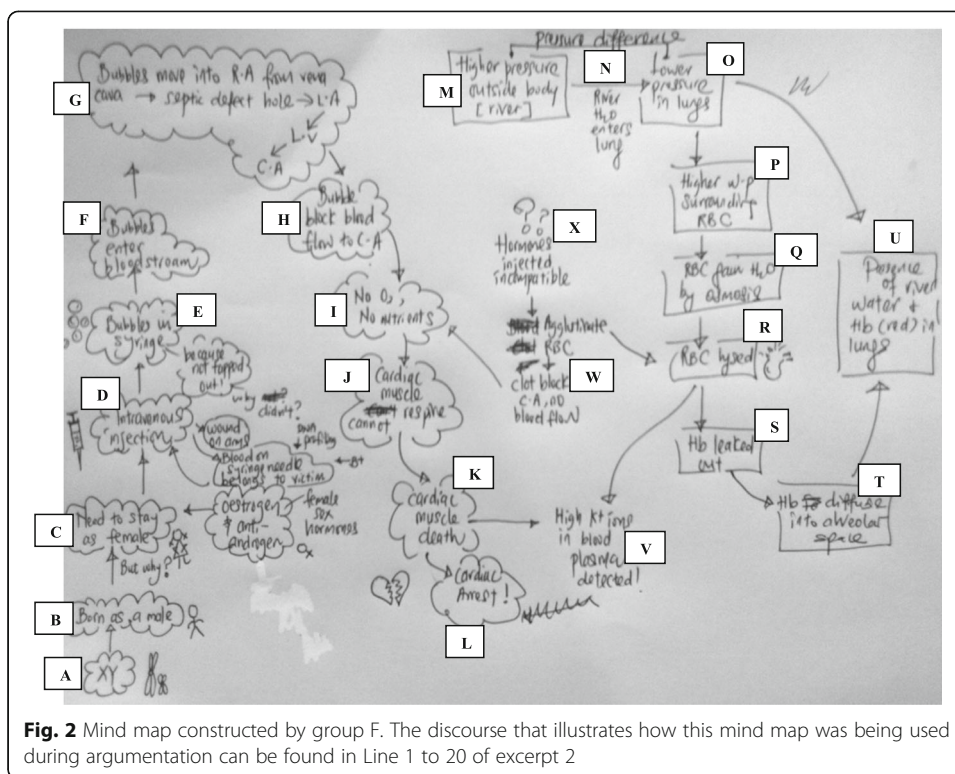 G
Bubbles move into R.A from vena
cava → septic defect hole → L.A
L.V
C.A
F
Bubbles
enter
bloodstream
H
Bubble
block blood
flow to C.A
E
Bubbles in
syringe
because
not tapped
out!
why didn't?
I
No O₂,
No nutrients
D
Intravenous
injection
wound
on arms
Blood on
syringe needle
belongs to victim
J
Cardiac
muscle
cannot respire
C
Need to stay
as female
oestrogen
& anti-
androgen
female
sex
hormones
But why?
K
cardiac
muscle
death
B
Born as a male
A
XY
Cardiac
Arrest!
L
pressure difference
M
Higher pressure
outside body
[river]
N
River
H₂O
enters
lung
O
Lower
pressure
in lungs
P
Higher w.p
surrounding
RBC
X
? ?
Hormones
injected
incompatible
Q
RBC gain H₂O
by osmosis
U
Presence
of river
water &
Hb (red) in
lungs
Agglutinate
RBC
R
RBC lysed
clot block
C.A, no
blood flow
W
S
Hb leaked
out
T
Hb diffuse
into alveolar
space
High K+ ions
in blood
plasma
detected!
V
Fig. 2 Mind map constructed by group F. The discourse that illustrates how this mind map was being used
during argumentation can be found in Line 1 to 20 of excerpt 2